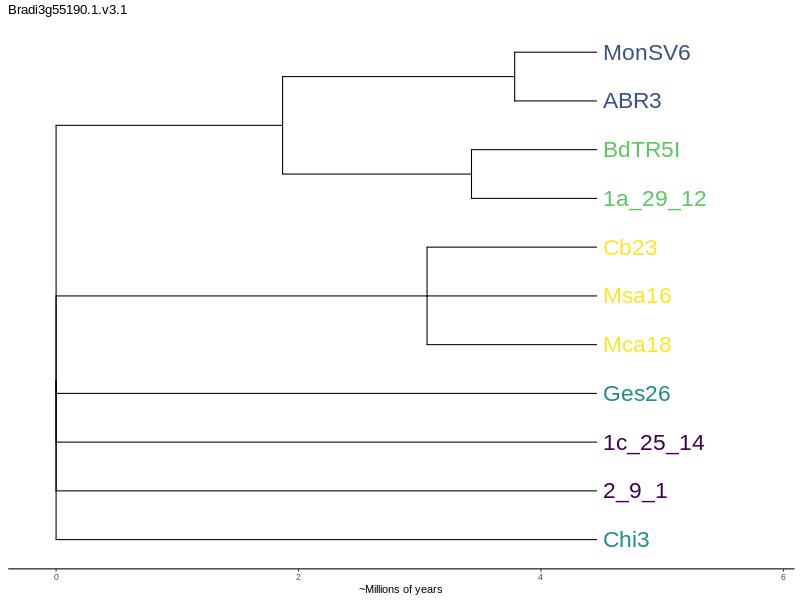 Bradi3g55190.1.v3.1
MonSV6
ABR3
BdTR5I
1a_29_12
Cb23
Msa16
Mca18
Ges26
1c_25_14
2_9_1
Chi3
0 2 4 6
~Millions of years